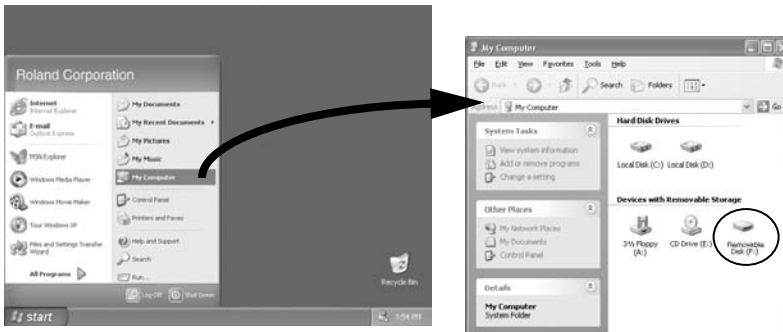 Roland Corporation
Internet
Internet Explorer
E-mail
Outlook Express
MSN Explorer
Windows Media Player
Windows Movie Maker
Tour Windows XP
Files and Settings Transfer
Wizard
All Programs
My Documents
My Recent Documents
My Pictures
My Music
My Computer
Control Panel
Printers and Faxes
Help and Support
Search
Run...
Log Off
Shut Down
start
Recycle Bin
3:54 PM
My Computer
File Edit View Favorites Tools Help
Back
Search
Folders
Address
My Computer
Go
System Tasks
View system information
Add or remove programs
Change a setting
Other Places
My Network Places
My Documents
Control Panel
Details
My Computer
System Folder
Hard Disk Drives
Local Disk (C:) Local Disk (D:)
Devices with Removable Storage
3½ Floppy
(A:)
CD Drive (E:)
Removable
Disk (F:)